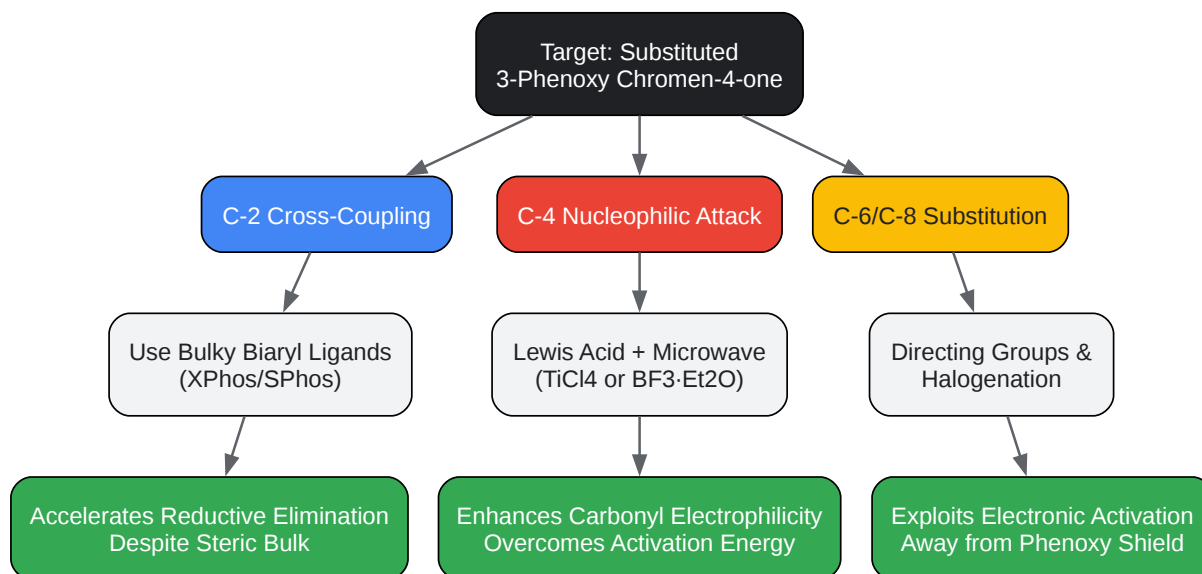 Target: Substituted
3-Phenoxy Chromen-4-one
C-2 Cross-Coupling
C-4 Nucleophilic Attack
C-6/C-8 Substitution
Use Bulky Biaryl Ligands
(XPhos/SPhos)
Lewis Acid + Microwave
(TiCl4 or BF3·Et2O)
Directing Groups &
Halogenation
Accelerates Reductive Elimination
Despite Steric Bulk
Enhances Carbonyl Electrophilicity
Overcomes Activation Energy
Exploits Electronic Activation
Away from Phenoxy Shield